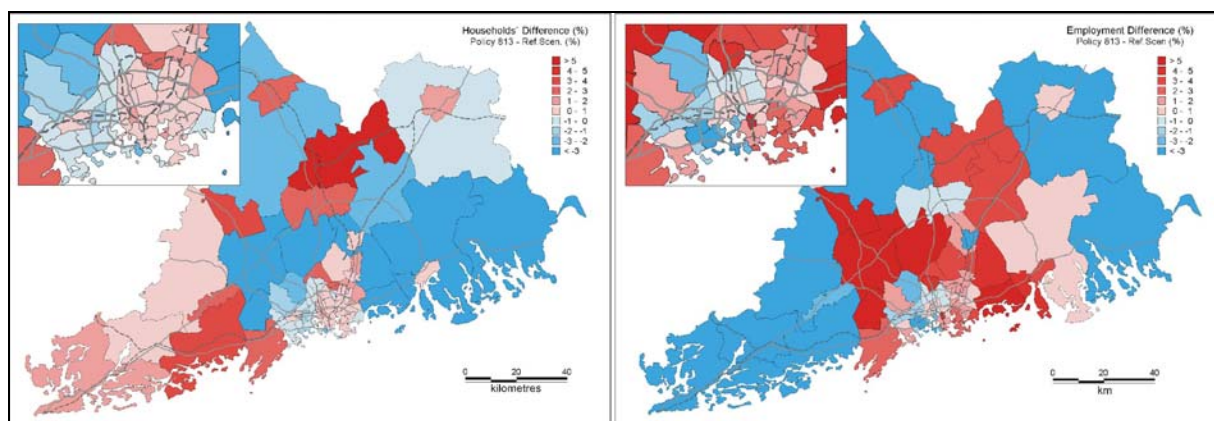 Households´ Difference (%)
Policy 813 - Ref.Scen. (%)
> 5
4 - 5
3 - 4
2 - 3
1 - 2
0 - 1
-1 - 0
-2 - -1
-3 - -2
< -3
0 20 40
kilometres
Employment Difference (%)
Policy 813 - Ref.Scen (%)
> 5
4 - 5
3 - 4
2 - 3
1 - 2
0 - 1
-1 - 0
-2 - -1
-3 - -2
< -3
0 20 40
km